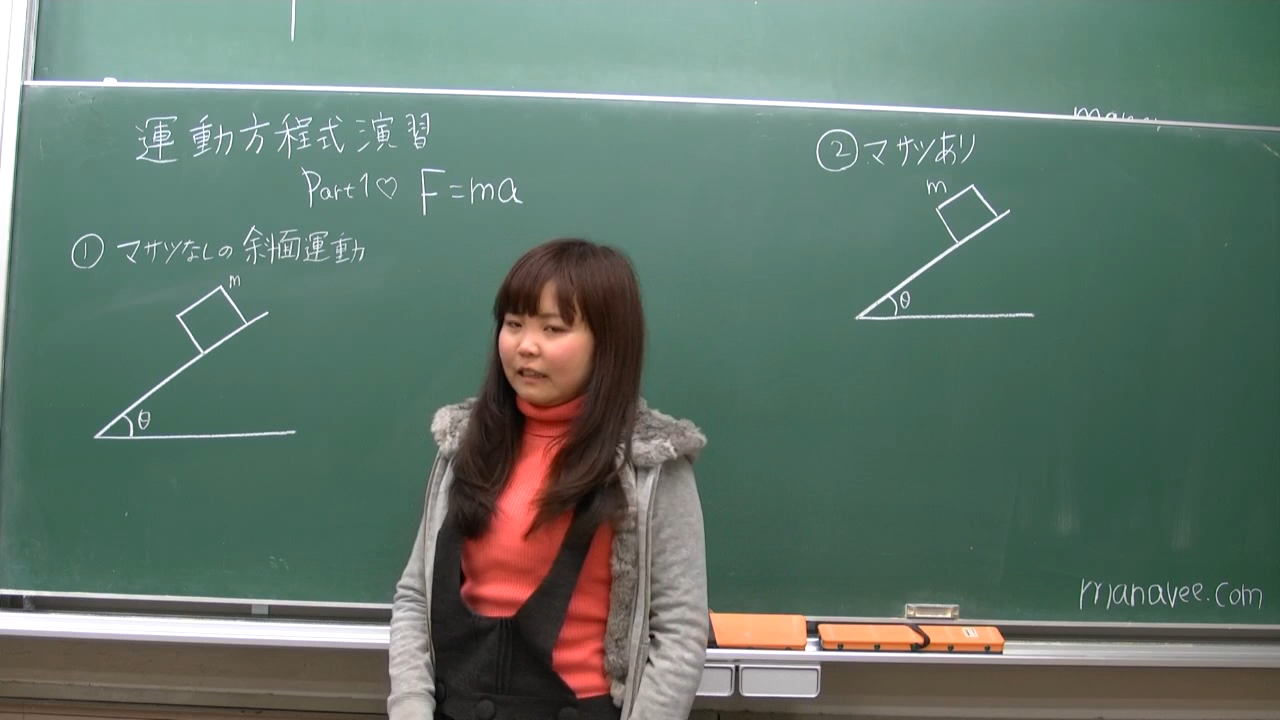 運動方程式演習
Part1♡ F=ma
① マサツなしの斜面運動
m
θ
② マサツあり
m
θ
manavee.com